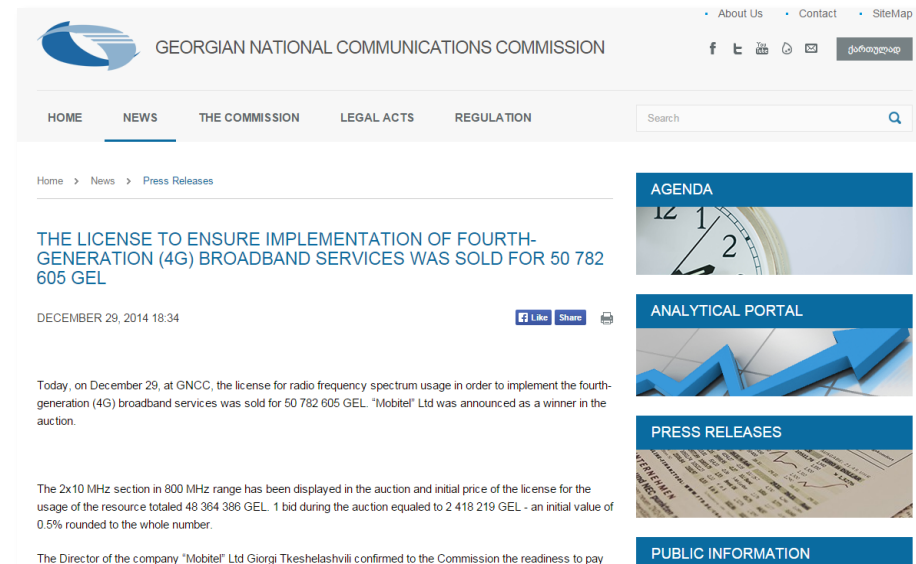 About Us
Contact
SiteMap
GEORGIAN NATIONAL COMMUNICATIONS COMMISSION
ქართულად
HOME
NEWS
THE COMMISSION
LEGAL ACTS
REGULATION
Search
Home > News > Press Releases
THE LICENSE TO ENSURE IMPLEMENTATION OF FOURTH-
GENERATION (4G) BROADBAND SERVICES WAS SOLD FOR 50 782
605 GEL
DECEMBER 29, 2014 18:34
Like
Share
Today, on December 29, at GNCC, the license for radio frequency spectrum usage in order to implement the fourth-
generation (4G) broadband services was sold for 50 782 605 GEL. “Mobitel” Ltd was announced as a winner in the
auction.
The 2x10 MHz section in 800 MHz range has been displayed in the auction and initial price of the license for the
usage of the resource totaled 48 364 386 GEL. 1 bid during the auction equaled to 2 418 219 GEL - an initial value of
0.5% rounded to the whole number.
The Director of the company “Mobitel” Ltd Giorgi Tkeshelashvili confirmed to the Commission the readiness to pay
AGENDA
12 1
2
ANALYTICAL PORTAL
PRESS RELEASES
PUBLIC INFORMATION